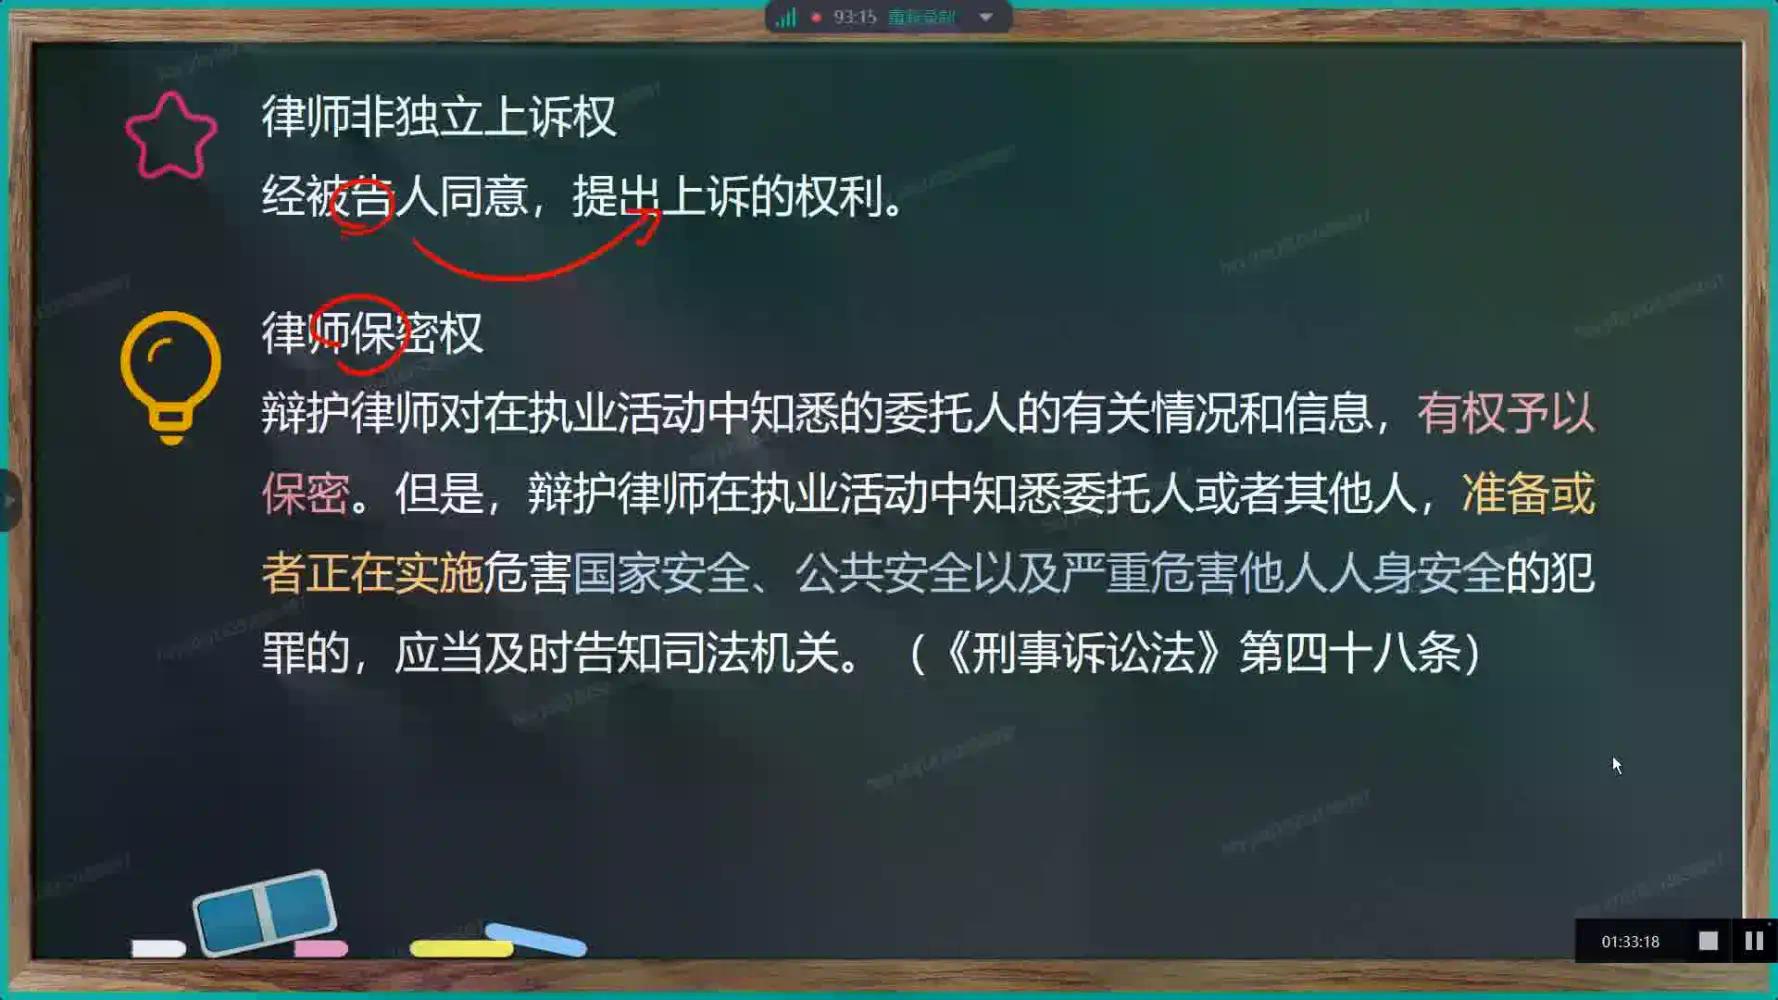 93:15
律师非独立上诉权
经被告人同意，提出上诉的权利。
律师保密权
辩护律师对在执业活动中知悉的委托人的有关情况和信息，有权予以
保密。但是，辩护律师在执业活动中知悉委托人或者其他人，准备或
者正在实施危害国家安全、公共安全以及严重危害他人人身安全的犯
罪的，应当及时告知司法机关。（《刑事诉讼法》第四十八条）
01:33:18